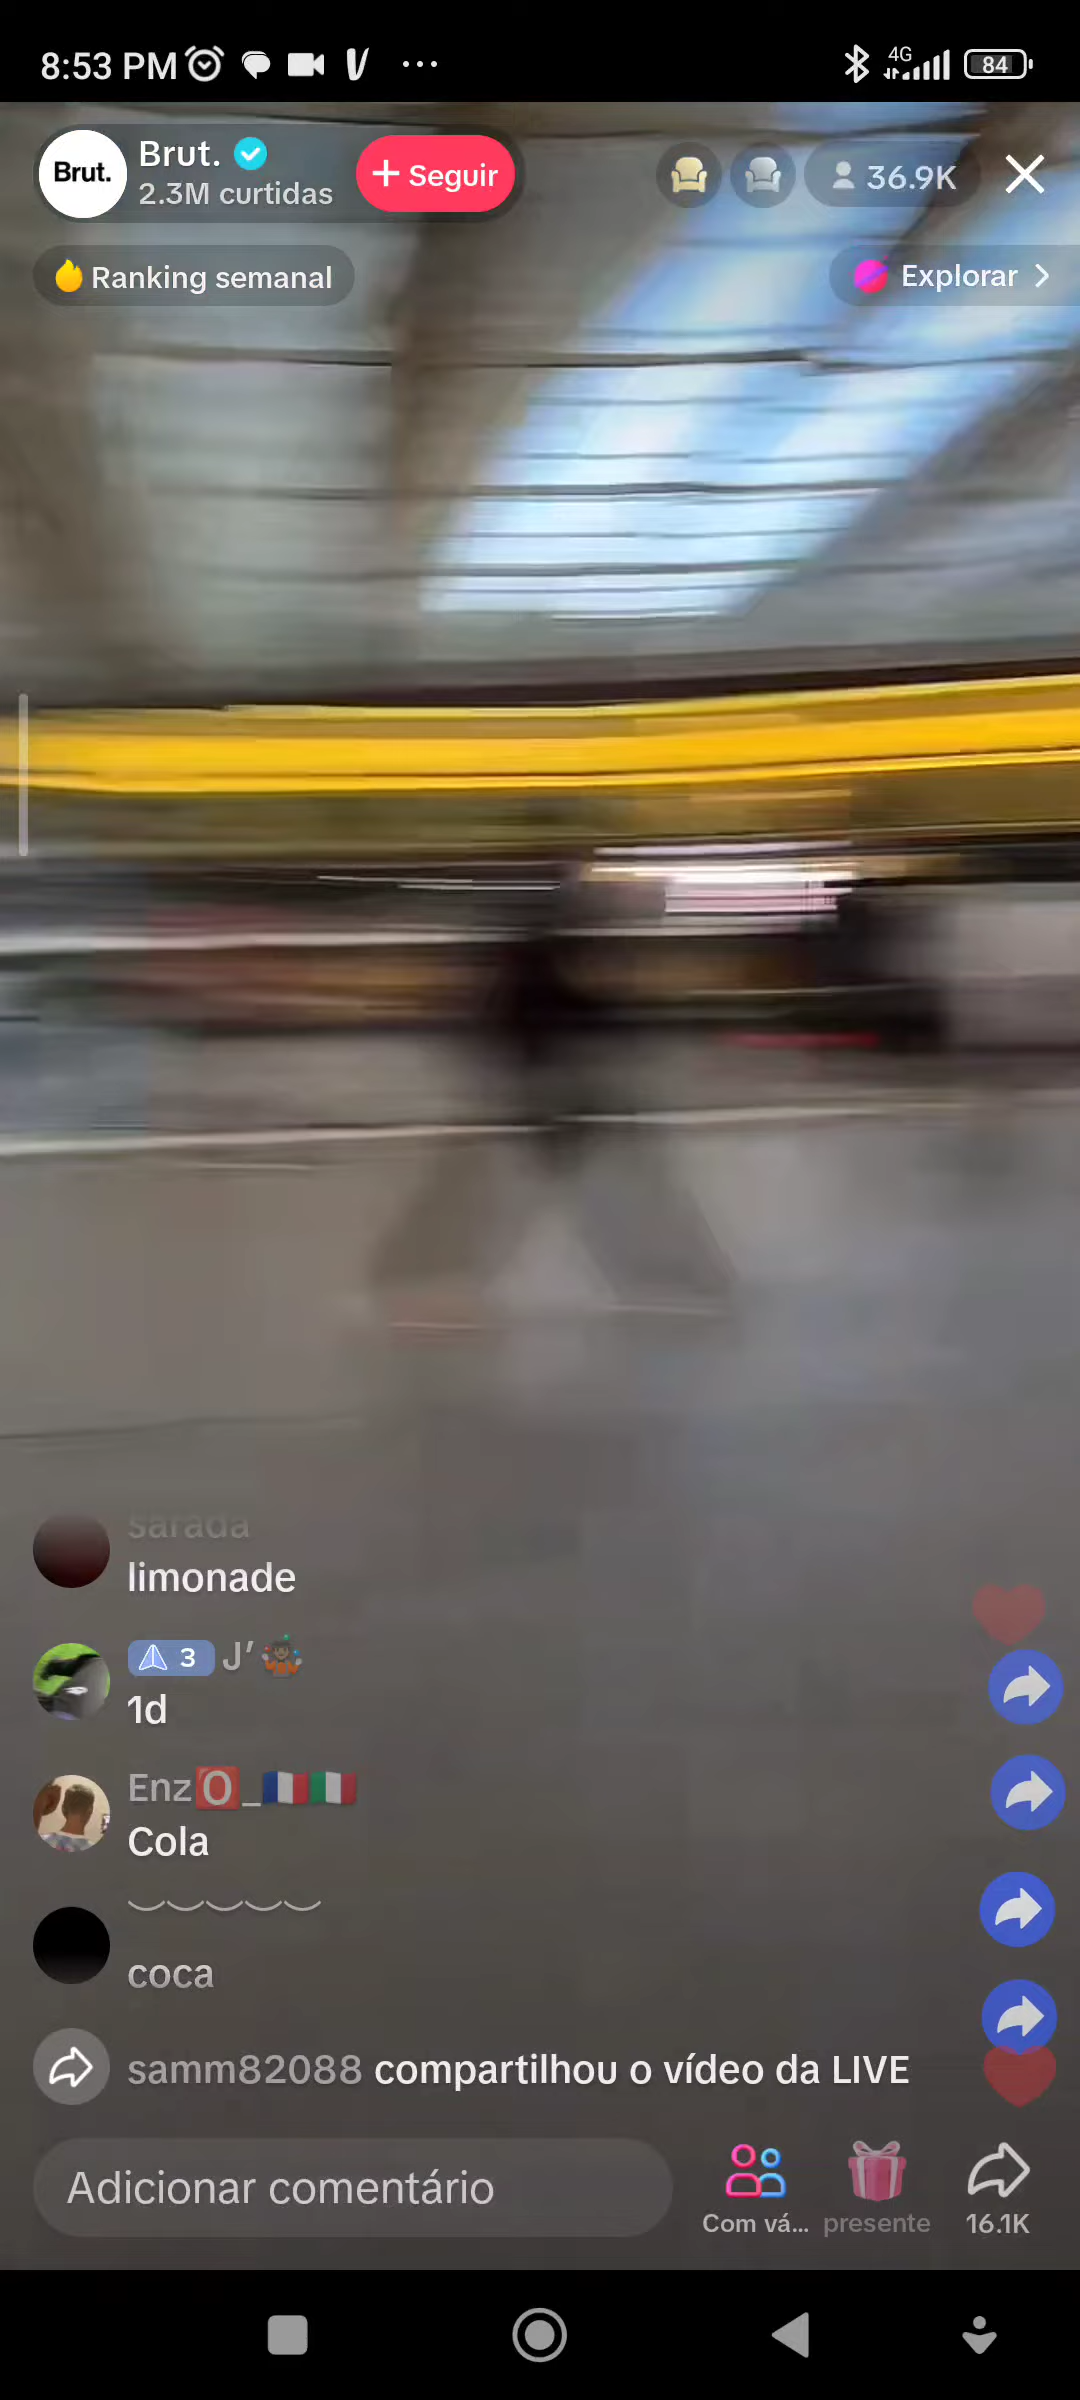 8:53 PM
4G
84
Brut.
Brut.
2.3M curtidas
+ Seguir
36.9K
Ranking semanal
Explorar
sarada
limonade
3 J’
1d
Enz🅾️_🇫🇷🇮🇹
Cola
coca
samm82088 compartilhou o vídeo da LIVE
Adicionar comentário
Com vá...
presente
16.1K